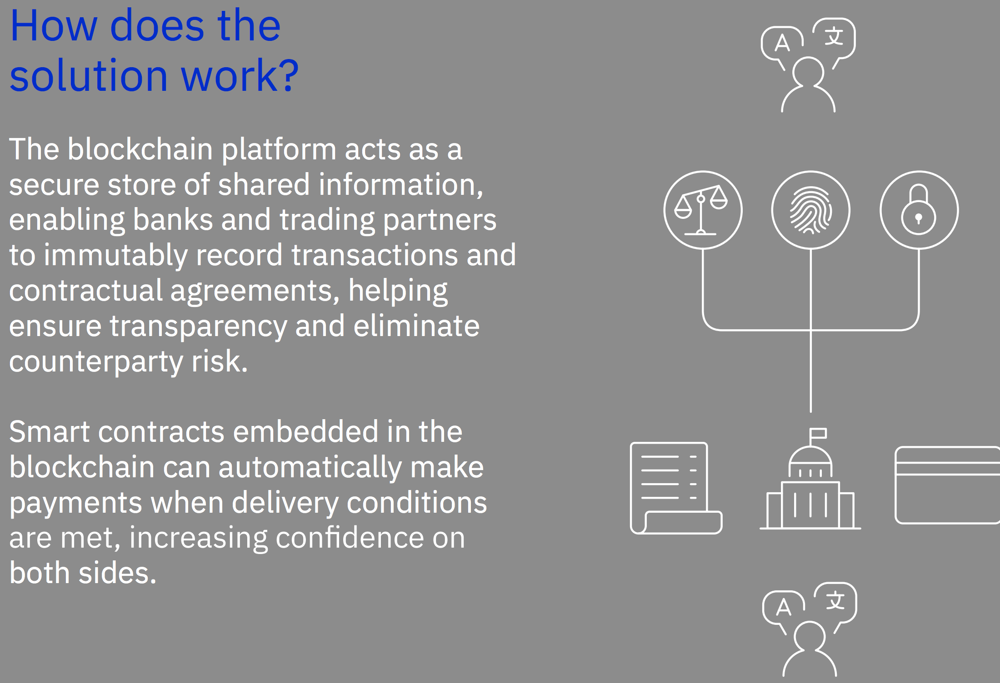 How does the
solution work?
The blockchain platform acts as a
secure store of shared information,
enabling banks and trading partners
to immutably record transactions and
contractual agreements, helping
ensure transparency and eliminate
counterparty risk.
Smart contracts embedded in the
blockchain can automatically make
payments when delivery conditions
are met, increasing confidence on
both sides.
A 文
A 文